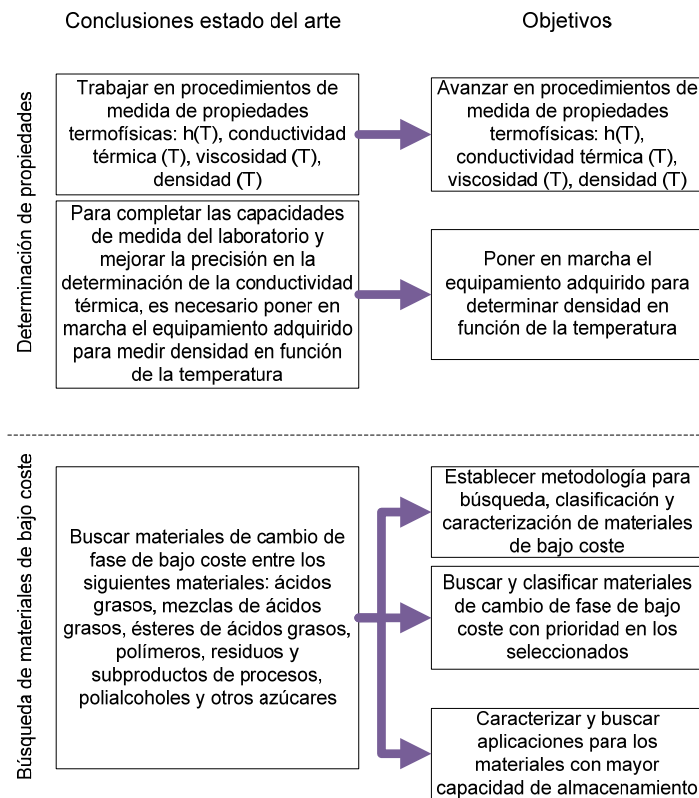 Conclusiones estado del arte
Objetivos
Determinación de propiedades
Trabajar en procedimientos de
medida de propiedades
termofísicas: h(T), conductividad
térmica (T), viscosidad (T),
densidad (T)
Avanzar en procedimientos de
medida de propiedades
termofísicas: h(T),
conductividad térmica (T),
viscosidad (T), densidad (T)
Para completar las capacidades
de medida del laboratorio y
mejorar la precisión en la
determinación de la conductividad
térmica, es necesario poner en
marcha el equipamiento adquirido
para medir densidad en función
de la temperatura
Poner en marcha el
equipamiento adquirido para
determinar densidad en
función de la temperatura
Búsqueda de materiales de bajo coste
Buscar materiales de cambio de
fase de bajo coste entre los
siguientes materiales: ácidos
grasos, mezclas de ácidos
grasos, ésteres de ácidos grasos,
polímeros, residuos y
subproductos de procesos,
polialcoholes y otros azúcares
Establecer metodología para
búsqueda, clasificación y
caracterización de materiales
de bajo coste
Buscar y clasificar materiales
de cambio de fase de bajo
coste con prioridad en los
seleccionados
Caracterizar y buscar
aplicaciones para los
materiales con mayor
capacidad de almacenamiento